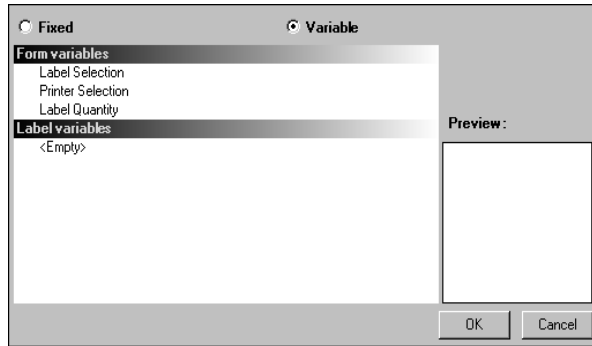 Fixed Variable
Form variables
Label Selection
Printer Selection
Label Quantity
Label variables
<Empty>
Preview:
OK Cancel